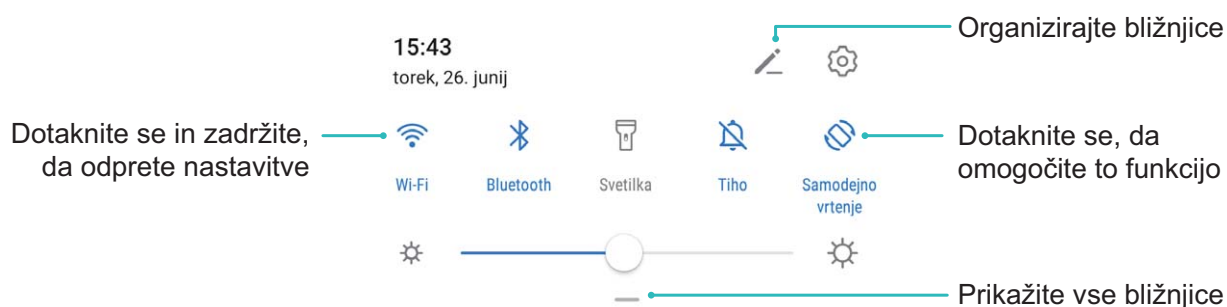 Organizirajte bližnjice
15:43
torek, 26. junij
Dotaknite se in zadržite,
da odprete nastavitve
Dotaknite se, da
omogočite to funkcijo
Wi-Fi
Bluetooth
Svetilka
Tiho
Samodejno
vrtenje
Prikažite vse bližnjice